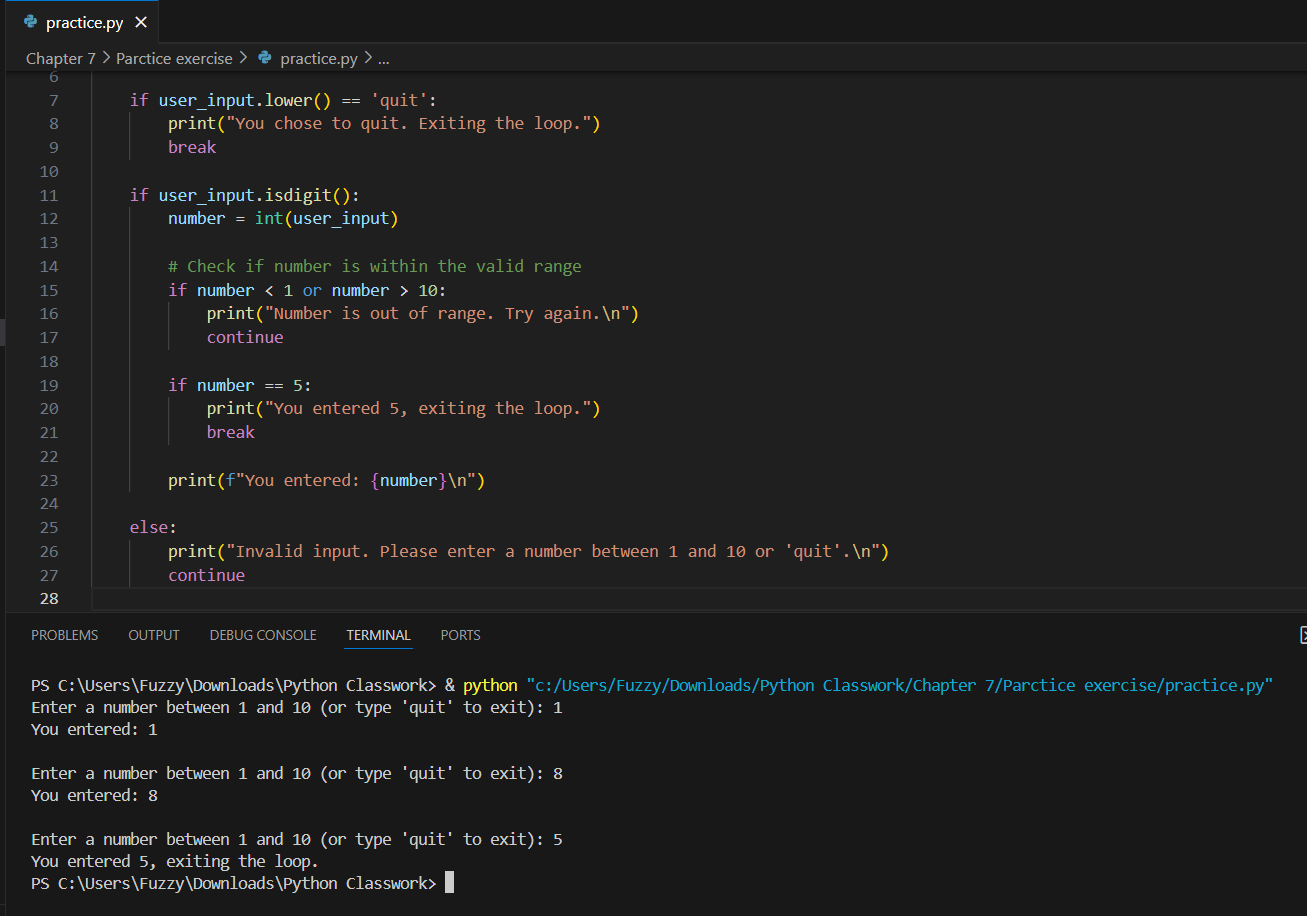 practice.py
Chapter 7 > Parctice exercise > practice.py > ...
6
7 if user_input.lower() == 'quit':
8 print("You chose to quit. Exiting the loop.")
9 break
10
11 if user_input.isdigit():
12 number = int(user_input)
13
14 # Check if number is within the valid range
15 if number < 1 or number > 10:
16 print("Number is out of range. Try again.\n")
17 continue
18
19 if number == 5:
20 print("You entered 5, exiting the loop.")
21 break
22
23 print(f"You entered: {number}\n")
24
25 else:
26 print("Invalid input. Please enter a number between 1 and 10 or 'quit'.\n")
27 continue
28
PROBLEMS OUTPUT DEBUG CONSOLE TERMINAL PORTS
PS C:\Users\Fuzzy\Downloads\Python Classwork> & python "c:/Users/Fuzzy/Downloads/Python Classwork/Chapter 7/Parctice exercise/practice.py"
Enter a number between 1 and 10 (or type 'quit' to exit): 1
You entered: 1
Enter a number between 1 and 10 (or type 'quit' to exit): 8
You entered: 8
Enter a number between 1 and 10 (or type 'quit' to exit): 5
You entered 5, exiting the loop.
PS C:\Users\Fuzzy\Downloads\Python Classwork>